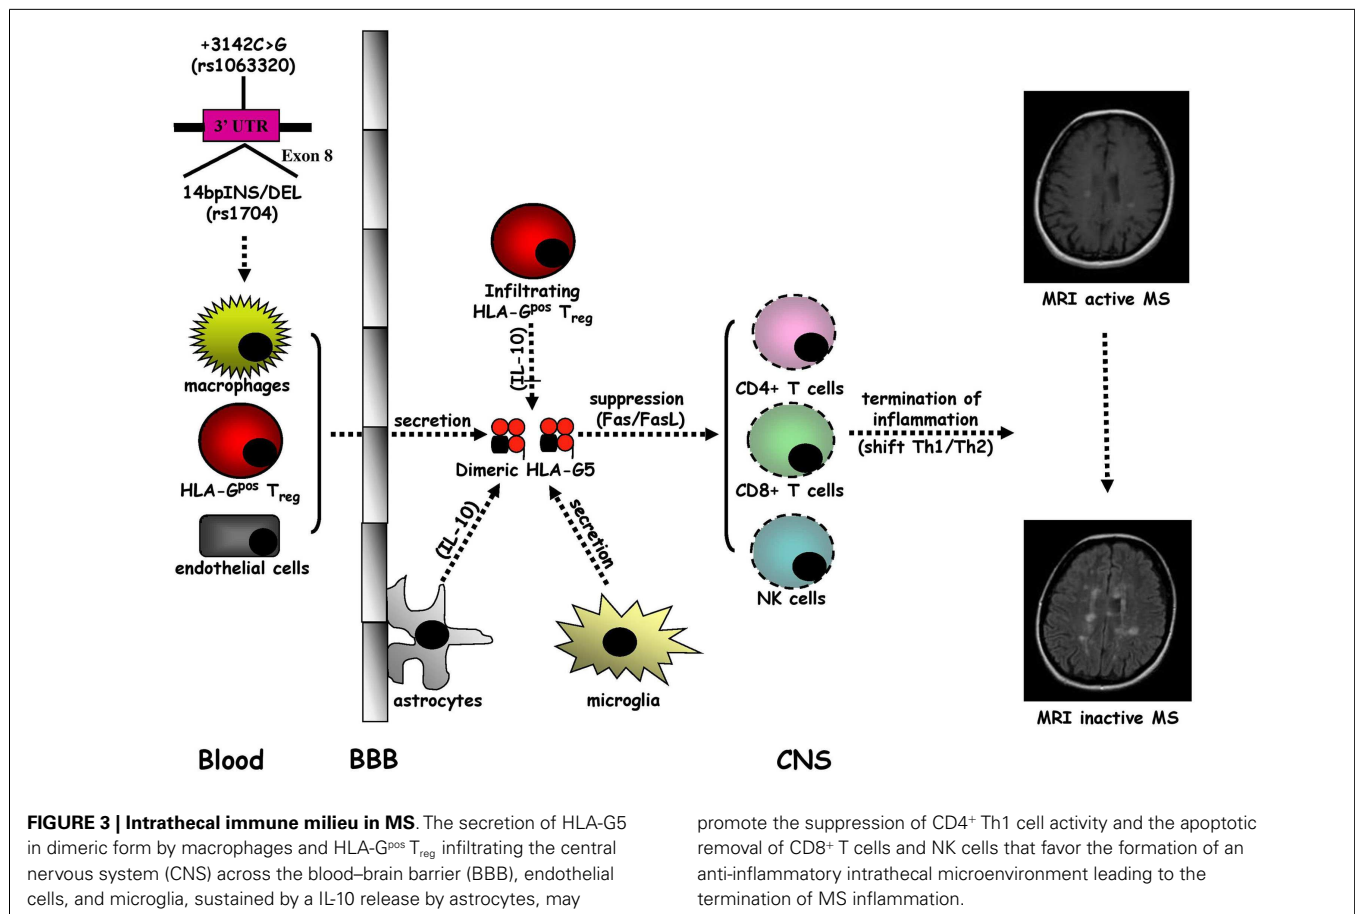 +3142C>G
(rs1063320)
3' UTR
Exon 8
14bpINS/DEL
(rs1704)
macrophages
HLA-Gpos Treg
endothelial cells
secretion
Infiltrating
HLA-Gpos Treg
(IL-10)
Dimeric HLA-G5
(IL-10)
secretion
astrocytes
microglia
suppression
(Fas/FasL)
CD4+ T cells
CD8+ T cells
NK cells
termination of
inflammation
(shift Th1/Th2)
MRI active MS
MRI inactive MS
Blood
BBB
CNS
FIGURE 3 | Intrathecal immune milieu in MS. The secretion of HLA-G5
in dimeric form by macrophages and HLA-Gpos Treg infiltrating the central
nervous system (CNS) across the blood–brain barrier (BBB), endothelial
cells, and microglia, sustained by a IL-10 release by astrocytes, may
promote the suppression of CD4+ Th1 cell activity and the apoptotic
removal of CD8+ T cells and NK cells that favor the formation of an
anti-inflammatory intrathecal microenvironment leading to the
termination of MS inflammation.